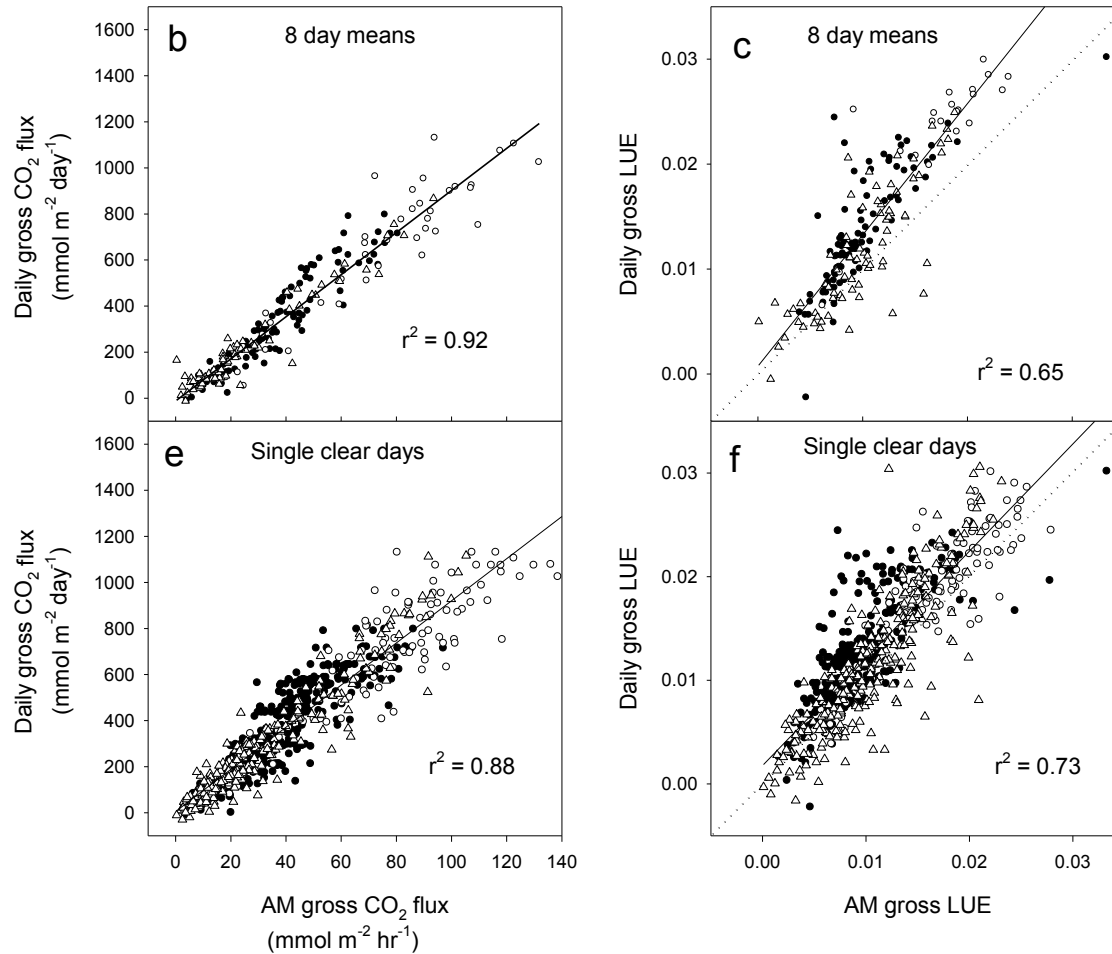 b
8 day means
1600
1400
1200
1000
800
600
400
200
0
Daily gross CO2 flux
(mmol m-2 day-1)
r2 = 0.92
c
8 day means
0.03
0.02
0.01
0.00
Daily gross LUE
r2 = 0.65
e
Single clear days
1600
1400
1200
1000
800
600
400
200
0
Daily gross CO2 flux
(mmol m-2 day-1)
r2 = 0.88
0 20 40 60 80 100 120 140
AM gross CO2 flux
(mmol m-2 hr-1)
f
Single clear days
0.03
0.02
0.01
0.00
Daily gross LUE
r2 = 0.73
0.00 0.01 0.02 0.03
AM gross LUE